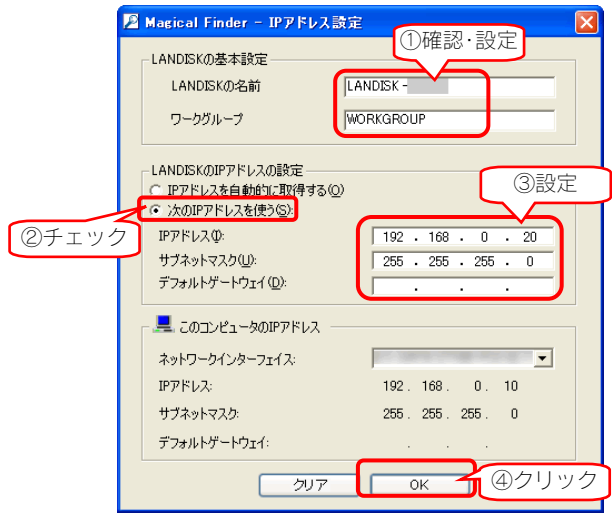 Magical Finder - IPアドレス設定
①確認・設定
LANDISKの基本設定
LANDISKの名前 LANDISK-
ワークグループ WORKGROUP
LANDISKのIPアドレスの設定
IPアドレスを自動的に取得する(O)
③設定
次のIPアドレスを使う(S):
②チェック
IPアドレス(I): 192 . 168 . 0 . 20
サブネットマスク(U): 255 . 255 . 255 . 0
デフォルトゲートウェイ(D): . . .
このコンピュータのIPアドレス
ネットワークインターフェイス:
IPアドレス: 192 . 168 . 0 . 10
サブネットマスク: 255 . 255 . 255 . 0
デフォルトゲートウェイ: . . .
クリア OK ④クリック